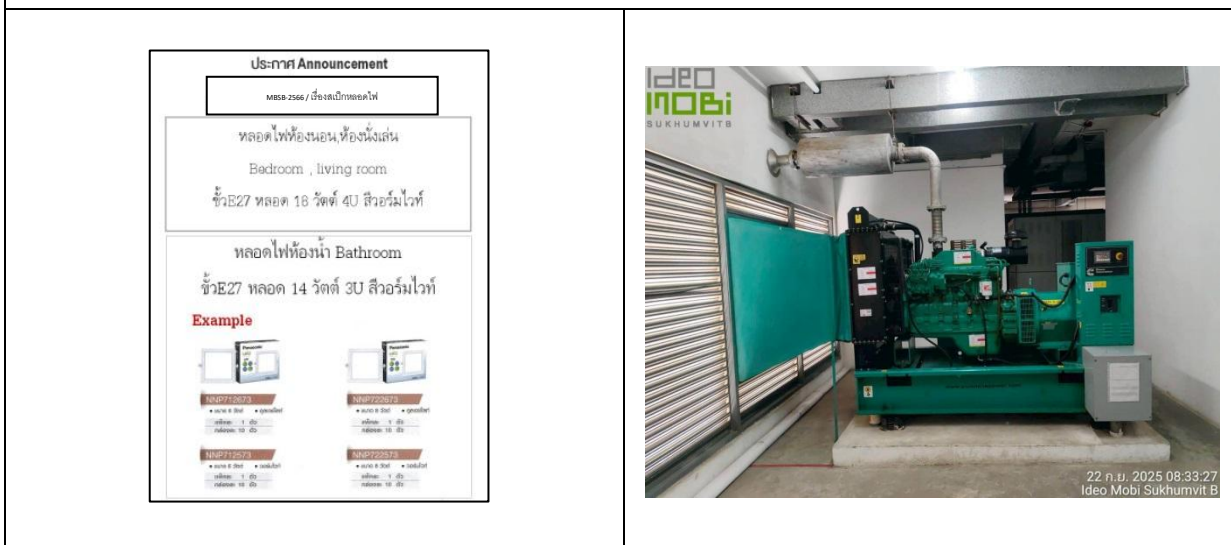 ประกาศ Announcement
MBSB-2566 / เรื่องสเป็กหลอดไฟ
หลอดไฟห้องนอน,ห้องนั่งเล่น
Bedroom , living room
ขั้วE27 หลอด 18 วัตต์ 4U สีวอร์มไวท์
หลอดไฟห้องน้ำ Bathroom
ขั้วE27 หลอด 14 วัตต์ 3U สีวอร์มไวท์
Example
Panasonic
Panasonic
NNP712673
NNP722673
NNP712573
NNP722573
Ideo
MOBi
SUKHUMVIT B
22 ก.ย. 2025 08:33:27
Ideo Mobi Sukhumvit B